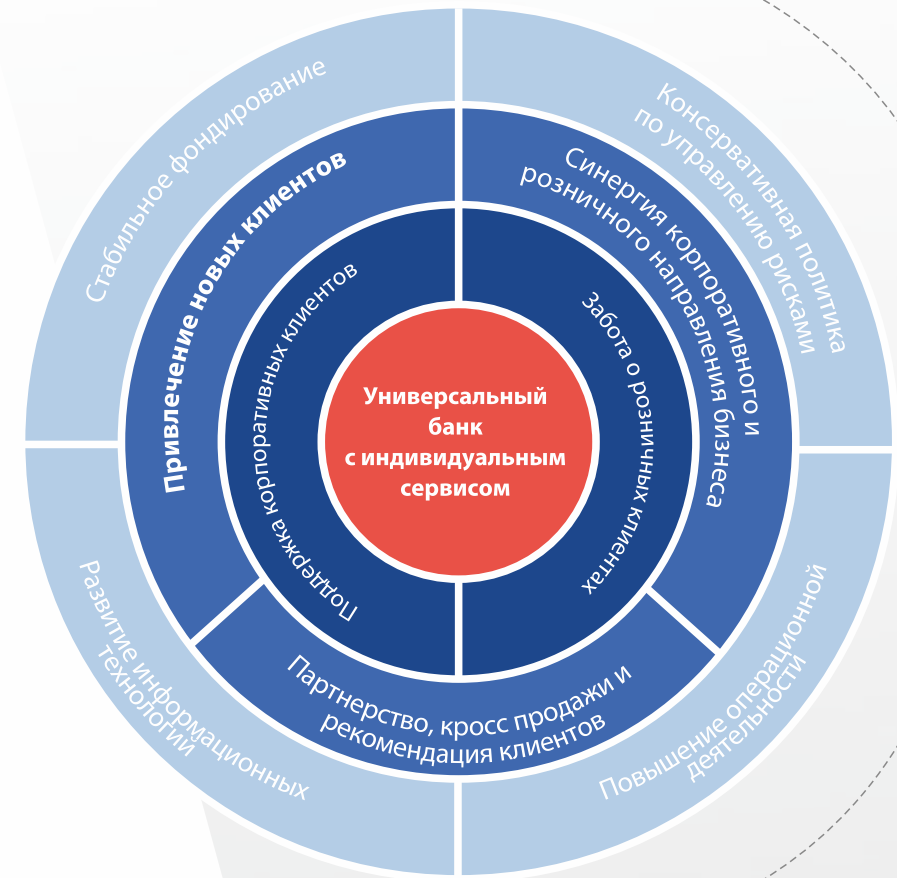 Стабильное фондирование
Консервативная политика
по управлению рисками
Привлечение новых клиентов
Синергия корпоративного и
розничного направления бизнеса
Поддержка корпоративных клиентов
Забота о розничных клиентах
Универсальный
банк
с индивидуальным
сервисом
Партнерство, кросс продажи и
рекомендация клиентов
Развитие информационных
технологии
Повышение операционной
деятельности